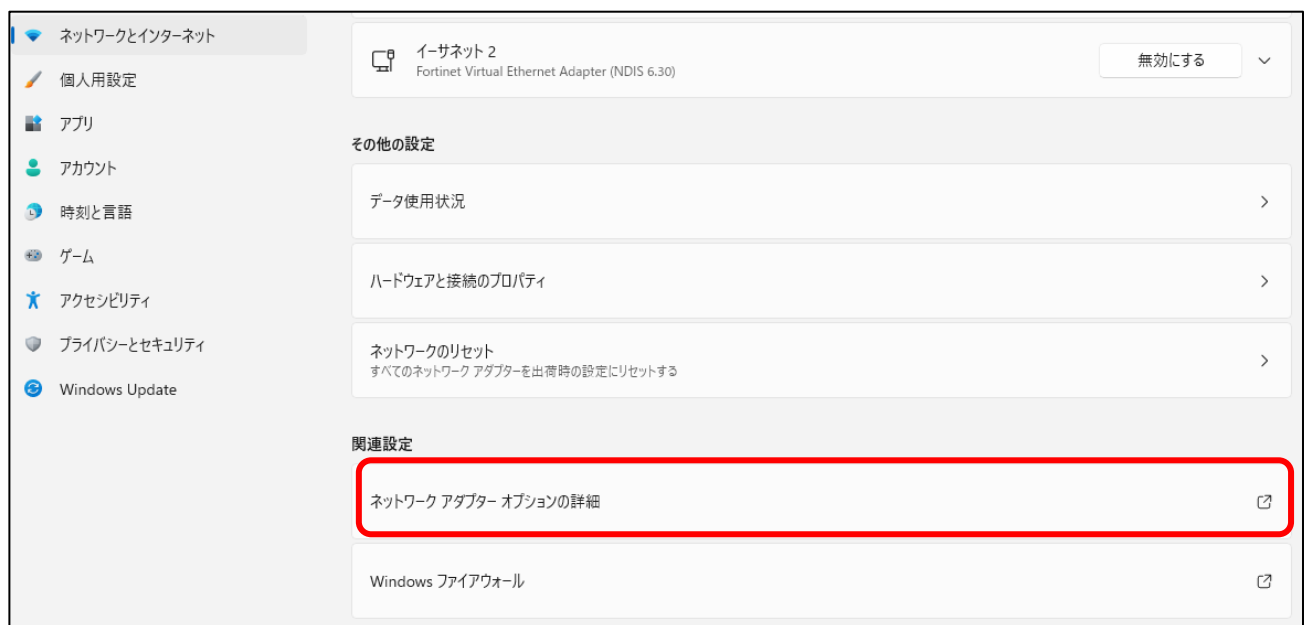 ネットワークとインターネット
個人用設定
アプリ
アカウント
時刻と言語
ゲーム
アクセシビリティ
プライバシーとセキュリティ
Windows Update
イーサネット 2
Fortinet Virtual Ethernet Adapter (NDIS 6.30)
無効にする
その他の設定
データ使用状況
ハードウェアと接続のプロパティ
ネットワークのリセット
すべてのネットワーク アダプターを出荷時の設定にリセットする
関連設定
ネットワーク アダプター オプションの詳細
Windows ファイアウォール